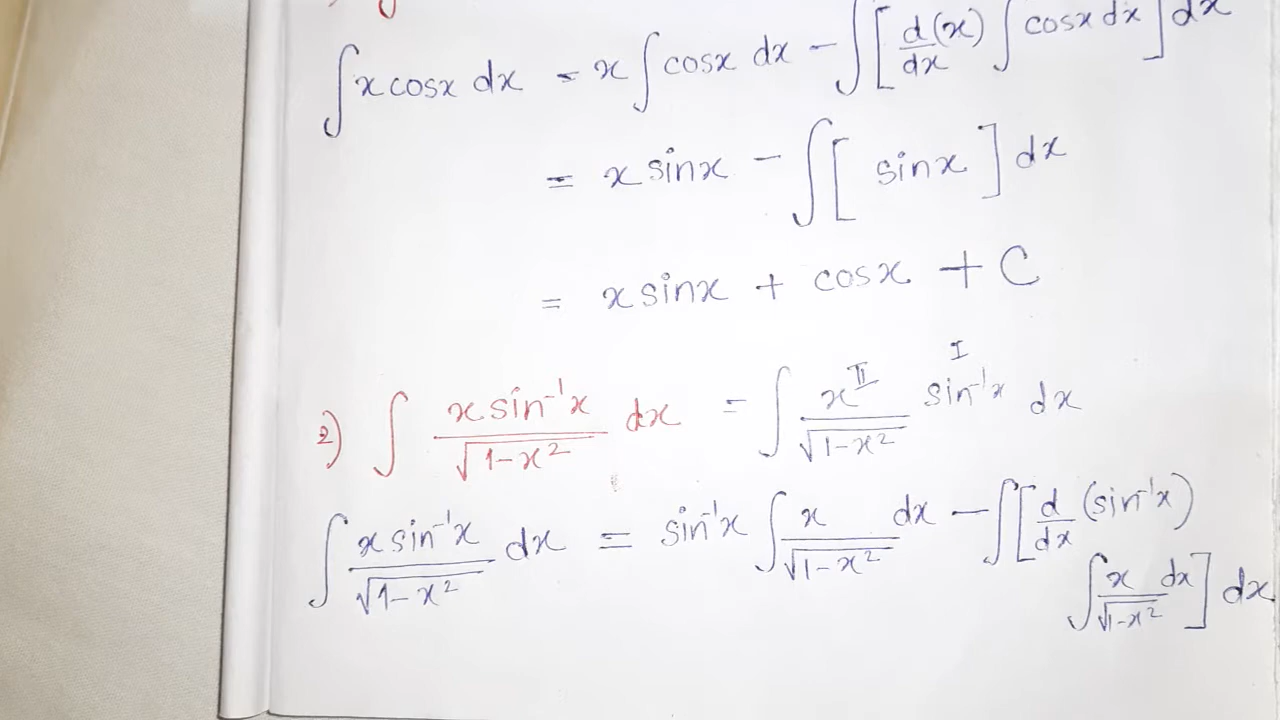 ∫ x cosx dx = x ∫ cosx dx − ∫ [ d/dx (x) ∫ cosx dx ] dx
= x sinx − ∫ [ sinx ] dx
= x sinx + cosx + C
2) ∫ x sin⁻¹x / √(1−x²) dx = ∫ x^II / √(1−x²) sin⁻¹x^I dx
∫ x sin⁻¹x / √(1−x²) dx = sin⁻¹x ∫ x / √(1−x²) dx − ∫ [ d/dx (sin⁻¹x)
∫ x / √(1−x²) dx ] dx